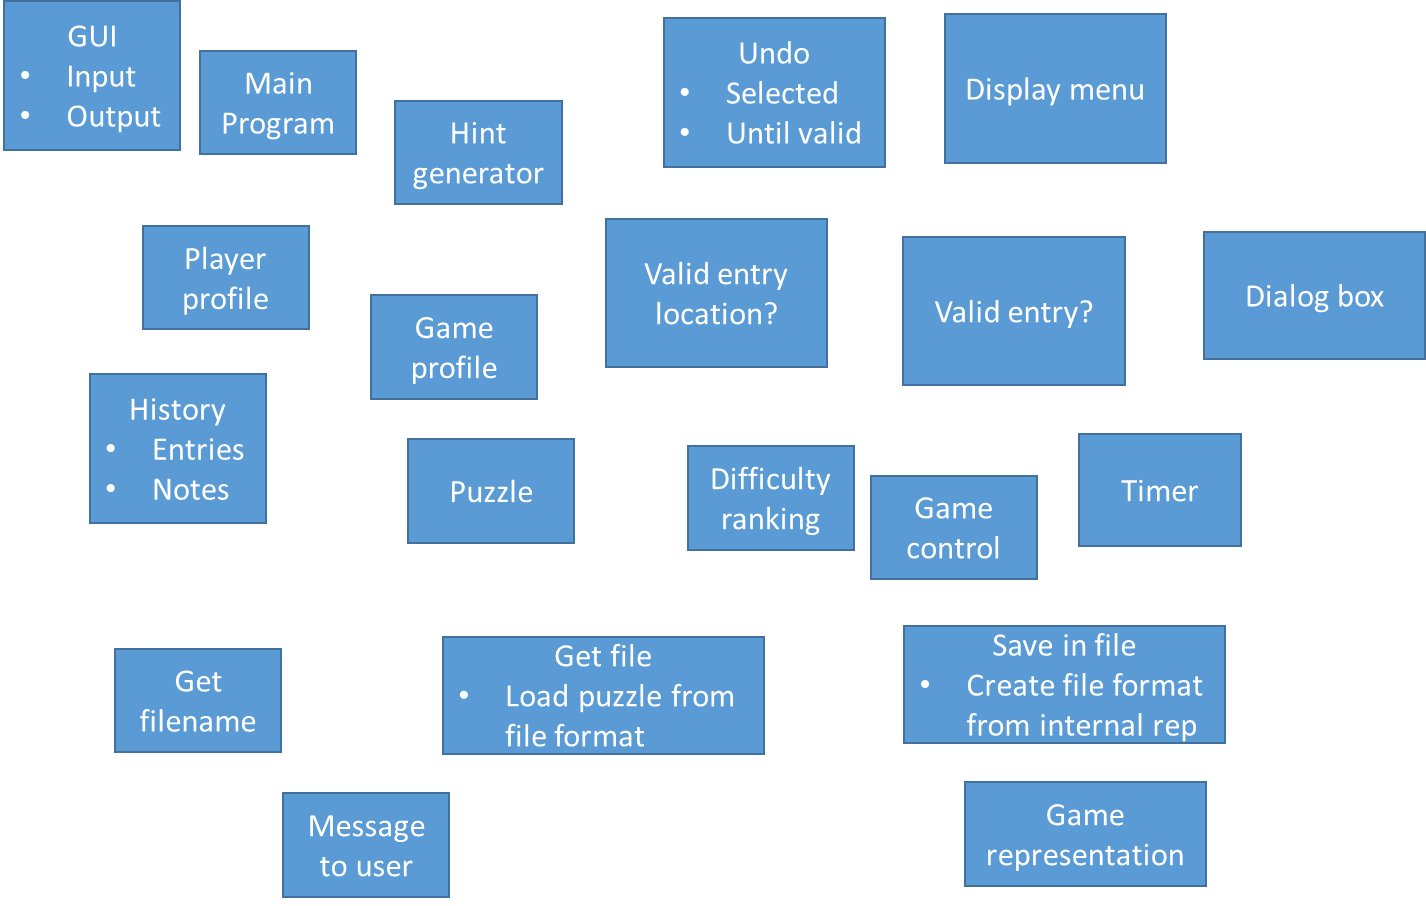 GUI
• Input
• Output
Main
Program
Hint
generator
Undo
• Selected
• Until valid
Display menu
Player
profile
Game
profile
Valid entry
location?
Valid entry?
Dialog box
History
• Entries
• Notes
Puzzle
Difficulty
ranking
Game
control
Timer
Get
filename
Get file
• Load puzzle from
file format
Save in file
• Create file format
from internal rep
Message
to user
Game
representation